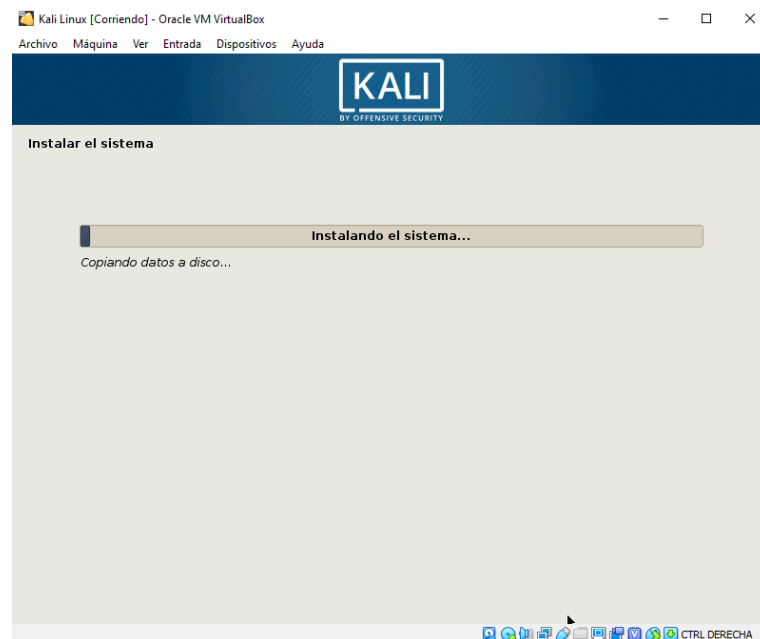 Kali Linux [Corriendo] - Oracle VM VirtualBox
Archivo Máquina Ver Entrada Dispositivos Ayuda
KALI
BY OFFENSIVE SECURITY
Instalar el sistema
Instalando el sistema...
Copiando datos a disco...
CTRL DERECHA